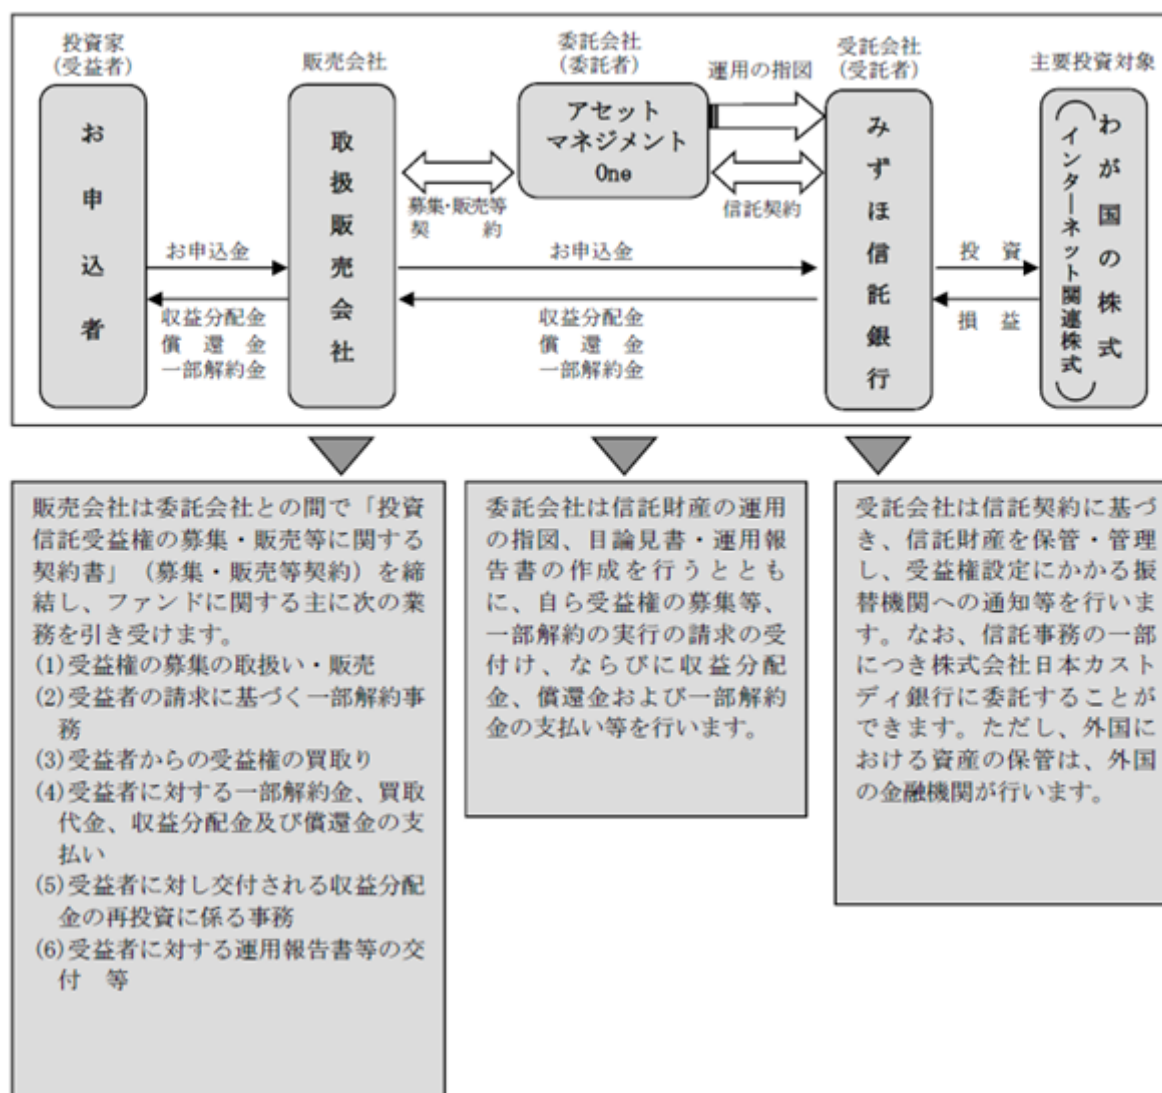 投資家
(受益者)
お申込者
販売会社
取扱販売会社
委託会社
(委託者)
アセット
マネジメント
One
運用の指図
受託会社
(受託者)
みずほ信託銀行
主要投資対象
わが国の株式
(インターネット関連株式)
募集・販売等
契 約
信託契約
お申込金
収益分配金
償 還 金
一部解約金
お申込金
収益分配金
償 還 金
一部解約金
投 資
損 益
販売会社は委託会社との間で「投資
信託受益権の募集・販売等に関する
契約書」(募集・販売等契約)を締
結し、ファンドに関する主に次の業
務を引き受けます。
(1)受益権の募集の取扱い・販売
(2)受益者の請求に基づく一部解約事
務
(3)受益者からの受益権の買取り
(4)受益者に対する一部解約金、買取
代金、収益分配金及び償還金の支
払い
(5)受益者に対し交付される収益分配
金の再投資に係る事務
(6)受益者に対する運用報告書等の交
付 等
委託会社は信託財産の運用
の指図、目論見書・運用報
告書の作成を行うととも
に、自ら受益権の募集等、
一部解約の実行の請求の受
付け、ならびに収益分配
金、償還金および一部解約
金の支払い等を行います。
受託会社は信託契約に基づ
き、信託財産を保管・管理
し、受益権設定にかかる振
替機関への通知等を行いま
す。なお、信託事務の一部
につき株式会社日本カスト
ディ銀行に委託することが
できます。ただし、外国に
おける資産の保管は、外国
の金融機関が行います。